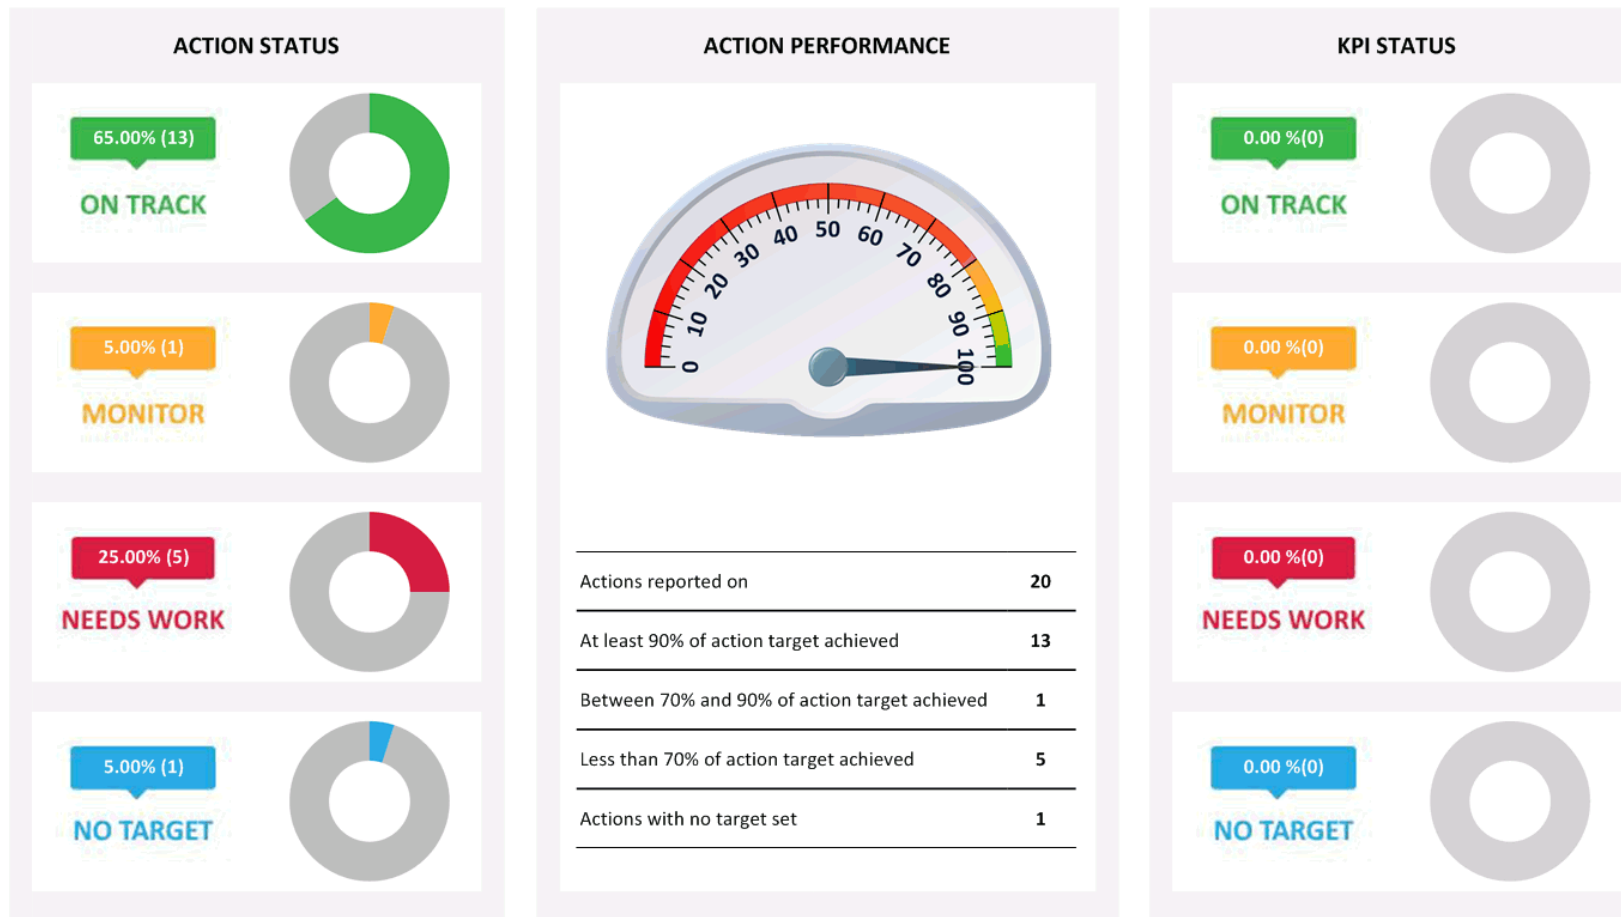 ACTION STATUS
65.00% (13)
ON TRACK
5.00% (1)
MONITOR
25.00% (5)
NEEDS WORK
5.00% (1)
NO TARGET
ACTION PERFORMANCE
0
10
20
30
40
50
60
70
80
90
100
Actions reported on 20
At least 90% of action target achieved 13
Between 70% and 90% of action target achieved 1
Less than 70% of action target achieved 5
Actions with no target set 1
KPI STATUS
0.00 %(0)
ON TRACK
0.00 %(0)
MONITOR
0.00 %(0)
NEEDS WORK
0.00 %(0)
NO TARGET